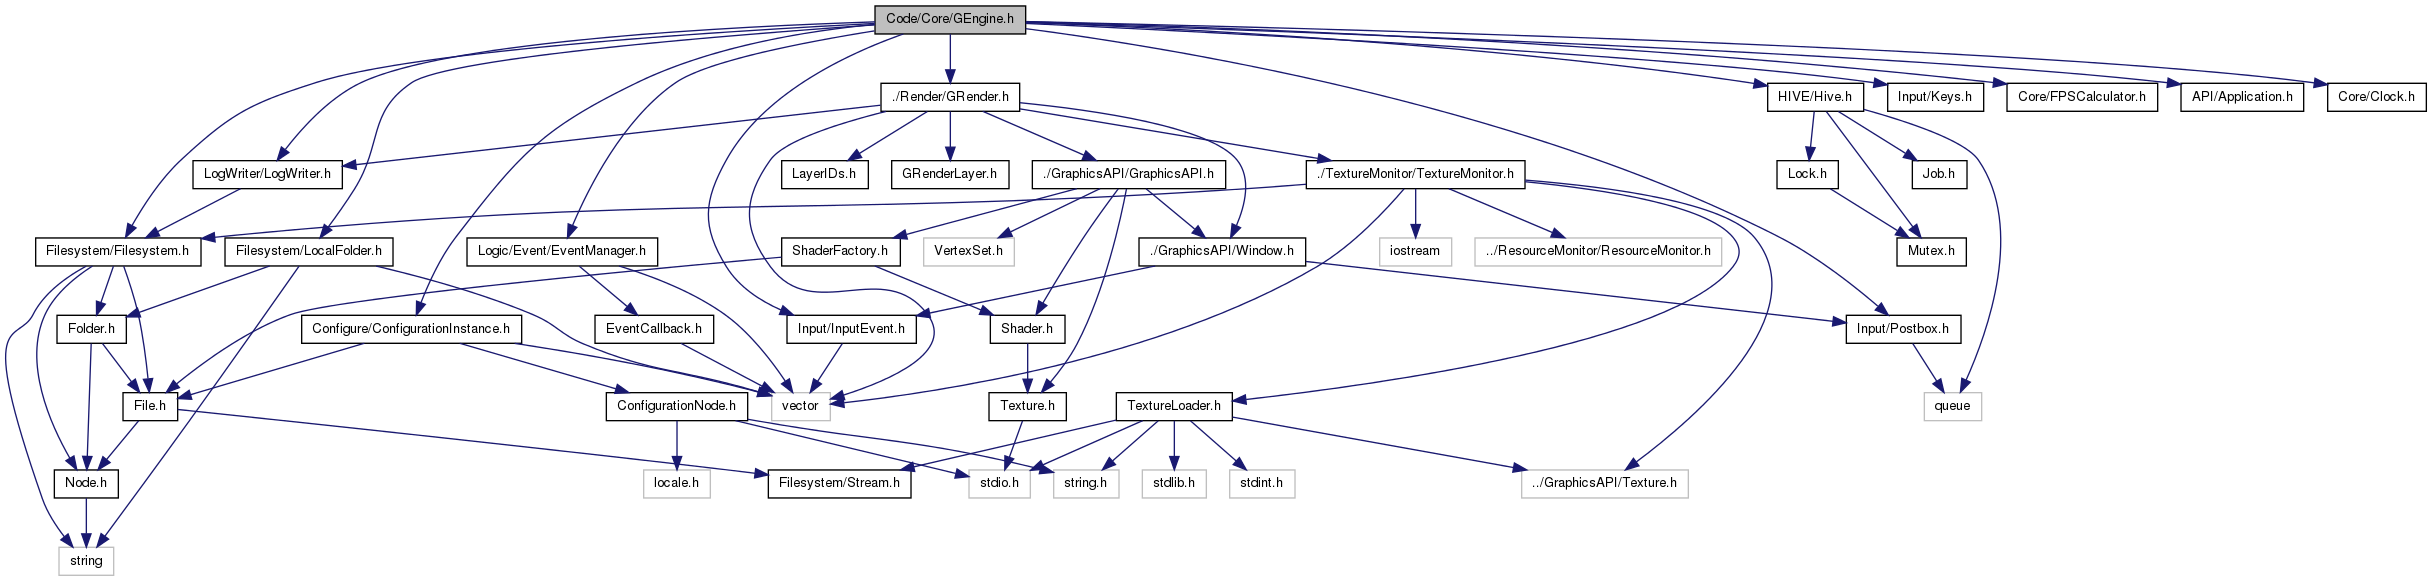 Code/Core/GEngine.h
./Render/GRender.h
HIVE/Hive.h
Input/Keys.h
Core/FPSCalculator.h
API/Application.h
Core/Clock.h
LogWriter/LogWriter.h
LayerIDs.h
GRenderLayer.h
./GraphicsAPI/GraphicsAPI.h
./TextureMonitor/TextureMonitor.h
Lock.h
Job.h
Filesystem/Filesystem.h
Filesystem/LocalFolder.h
Logic/Event/EventManager.h
ShaderFactory.h
VertexSet.h
./GraphicsAPI/Window.h
iostream
../ResourceMonitor/ResourceMonitor.h
Mutex.h
Folder.h
Configure/ConfigurationInstance.h
EventCallback.h
Input/InputEvent.h
Shader.h
Input/Postbox.h
File.h
ConfigurationNode.h
vector
Texture.h
TextureLoader.h
queue
Node.h
locale.h
Filesystem/Stream.h
stdio.h
string.h
stdlib.h
stdint.h
../GraphicsAPI/Texture.h
string